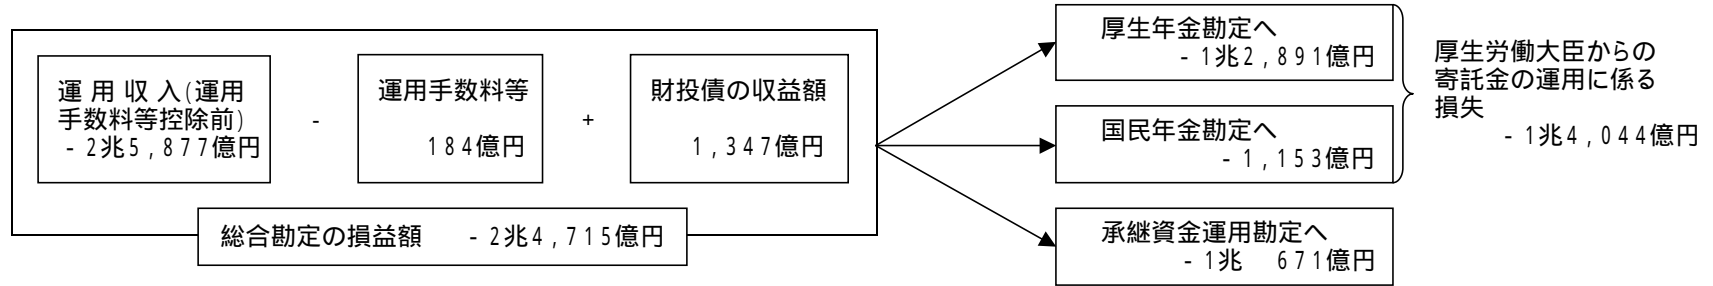 運用収入(運用
手数料等控除前)
-2兆5,877億円
-
運用手数料等
184億円
+
財投債の収益額
1,347億円
総合勘定の損益額 -2兆4,715億円
厚生年金勘定へ
-1兆2,891億円
国民年金勘定へ
-1,153億円
承継資金運用勘定へ
-1兆 671億円
厚生労働大臣からの
寄託金の運用に係る
損失
-1兆4,044億円